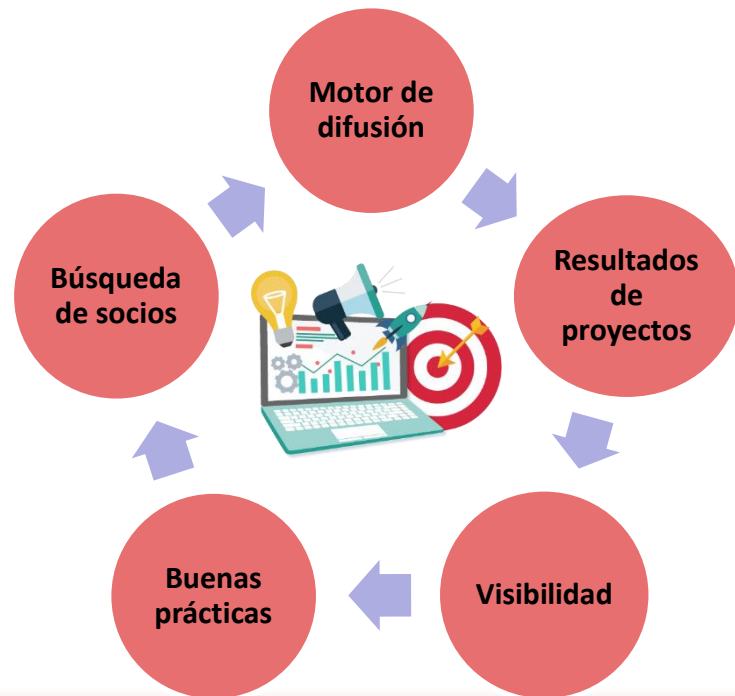 Motor de
difusión
Resultados
de
proyectos
Visibilidad
Buenas
prácticas
Búsqueda
de socios